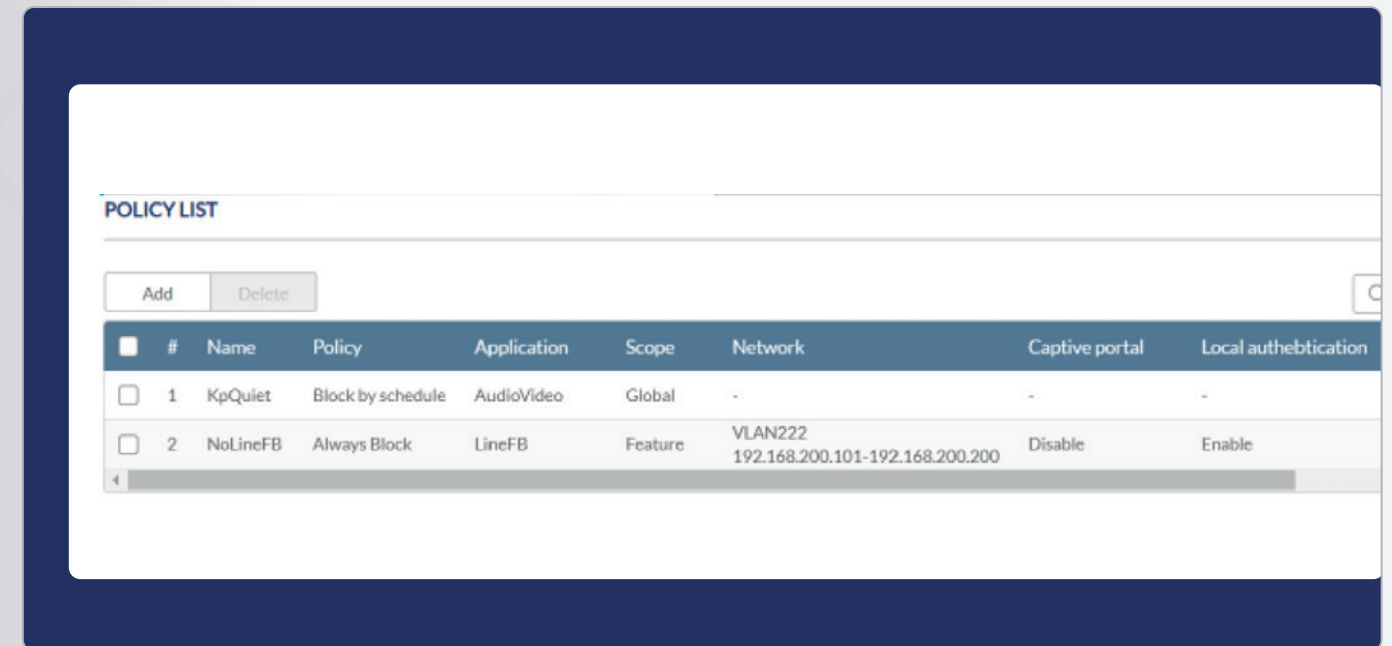 POLICY LIST
Add Delete
# Name Policy Application Scope Network Captive portal Local authebtication
1 KpQuiet Block by schedule AudioVideo Global - - -
2 NoLineFB Always Block LineFB Feature VLAN222 192.168.200.101-192.168.200.200 Disable Enable